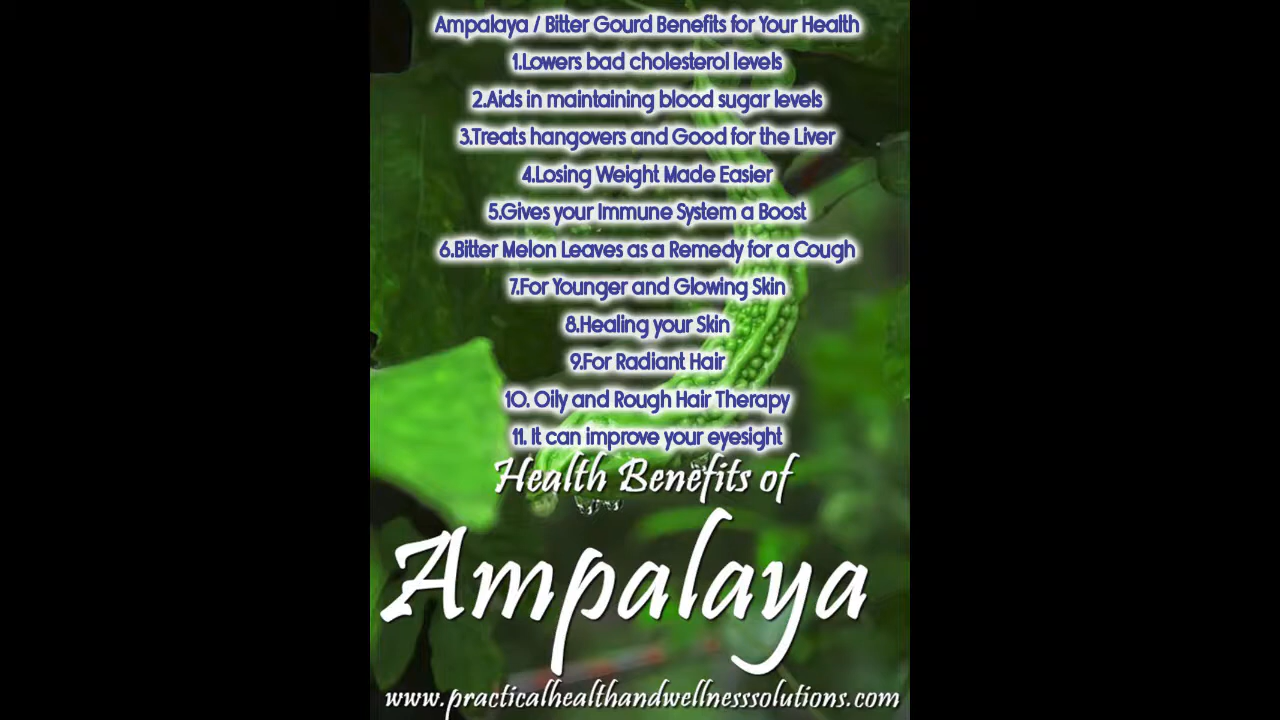 Ampalaya / Bitter Gourd Benefits for Your Health
1.Lowers bad cholesterol levels
2.Aids in maintaining blood sugar levels
3.Treats hangovers and Good for the Liver
4.Losing Weight Made Easier
5.Gives your Immune System a Boost
6.Bitter Melon Leaves as a Remedy for a Cough
7.For Younger and Glowing Skin
8.Healing your Skin
9.For Radiant Hair
10. Oily and Rough Hair Therapy
11. It can improve your eyesight
Health Benefits of
Ampalaya
www.practicalhealthandwellnesssolutions.com